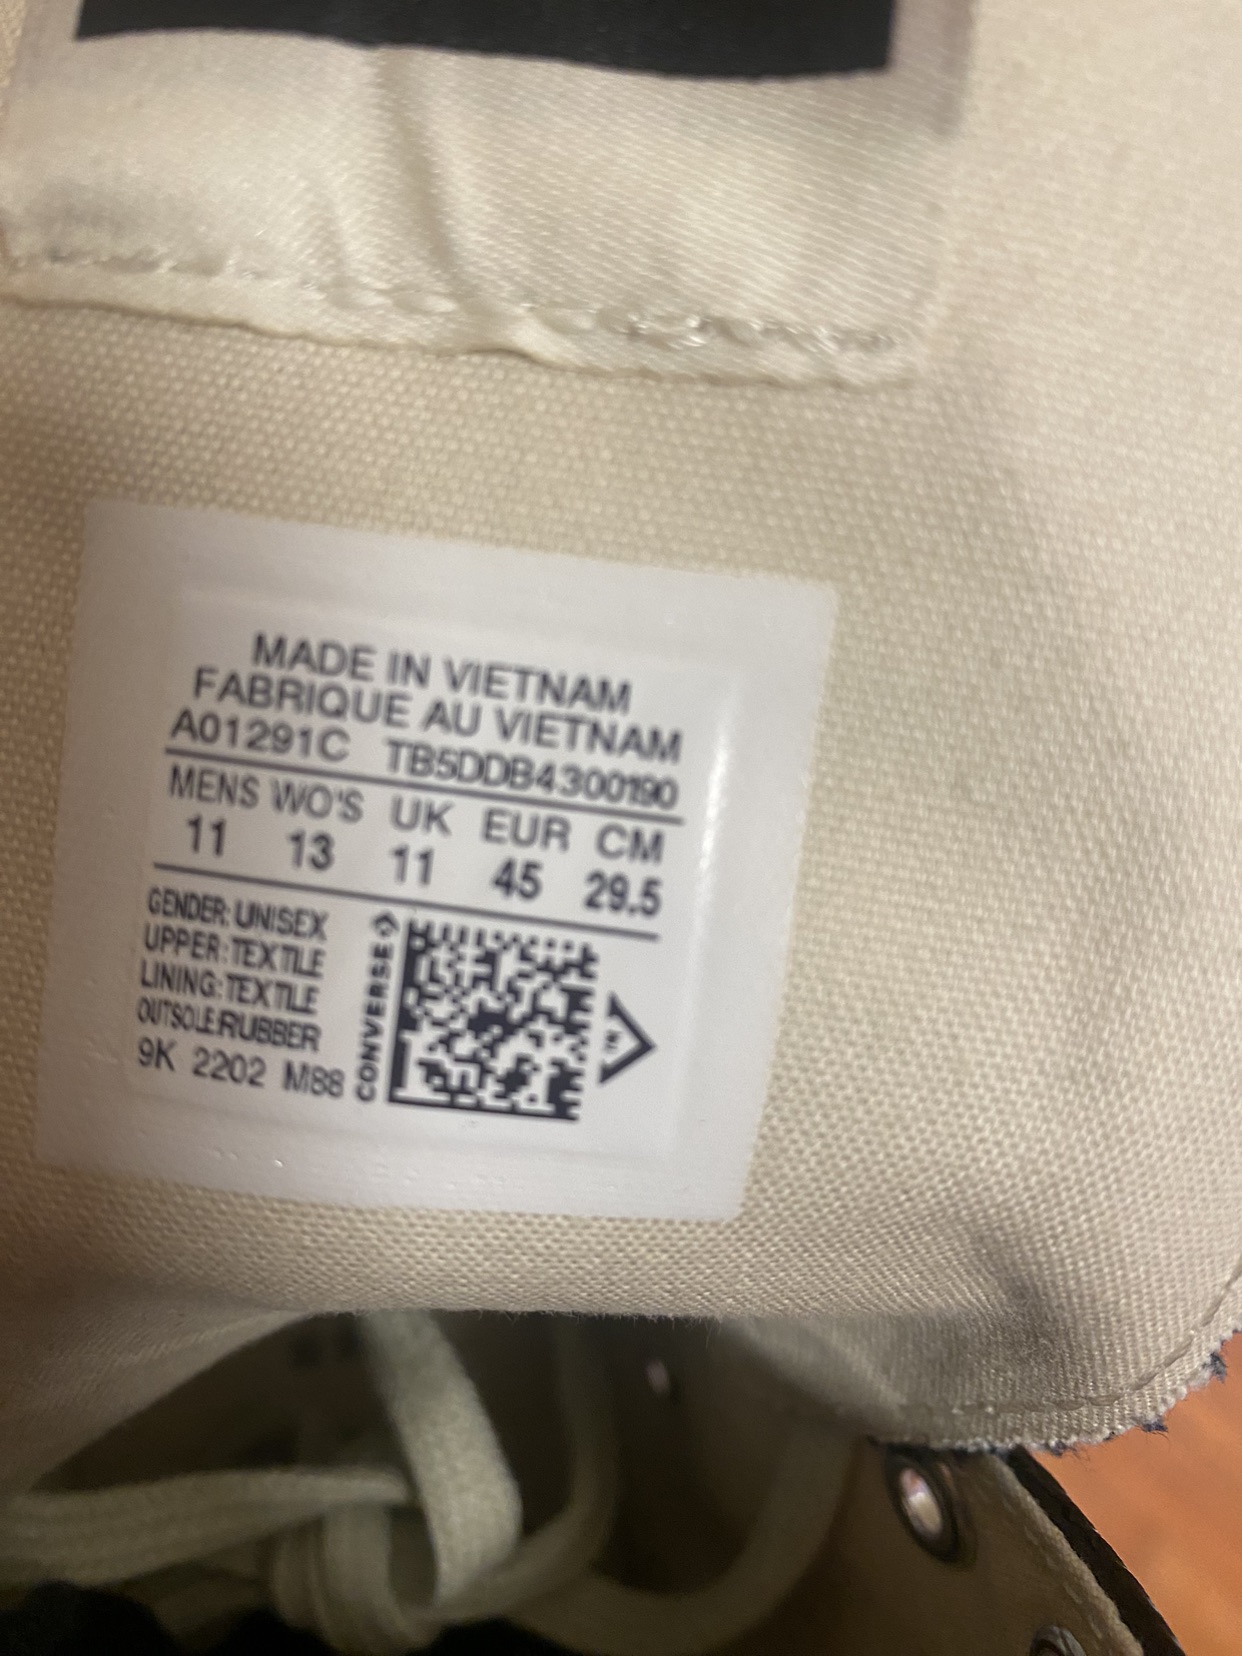 MADE IN VIETNAM
FABRIQUE AU VIETNAM
A01291C TB5DDB4300190
MENS WO'S UK EUR CM
11 13 11 45 29.5
GENDER: UNISEX
UPPER: TEXTILE
LINING: TEXTILE
OUTSOLE:RUBBER
9K 2202 M88
CONVERSE